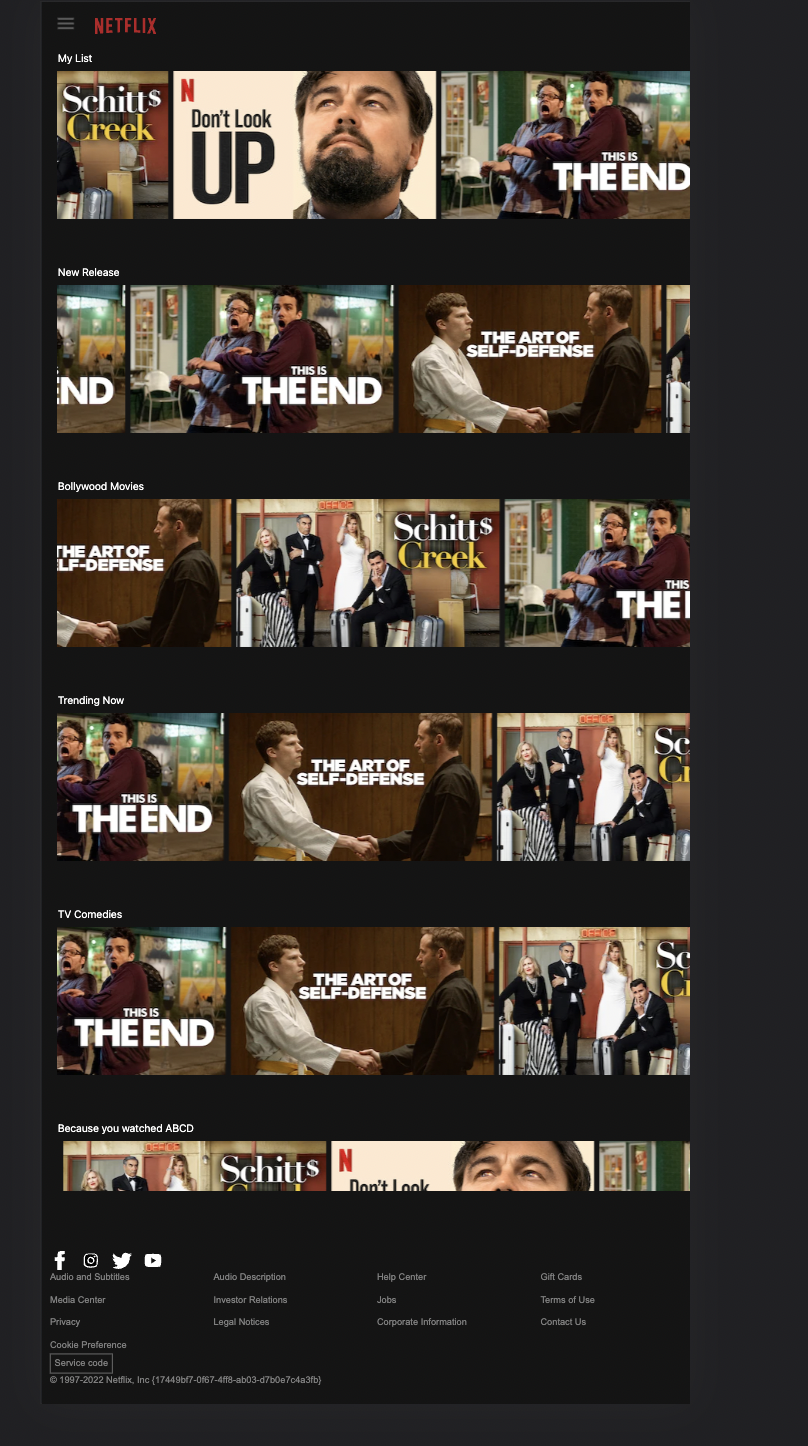 NETFLIX
My List
Schitt$
Creek
N
Don't Look
UP
THIS IS
THE END
New Release
END
THIS IS
THE END
THE ART OF
SELF-DEFENSE
Bollywood Movies
THE ART OF
ELF-DEFENSE
OFFICE
Schitt$
Creek
THIS
THE
Trending Now
THIS IS
THE END
THE ART OF
SELF-DEFENSE
OFFICE
Sc
TV Comedies
THIS IS
THE END
THE ART OF
SELF-DEFENSE
OFFICE
Sc
Because you watched ABCD
OFFICE
Schitt$
N
Don't Look
Audio and Subtitles Audio Description Help Center Gift Cards
Media Center Investor Relations Jobs Terms of Use
Privacy Legal Notices Corporate Information Contact Us
Cookie Preference
Service code
© 1997-2022 Netflix, Inc {17449bf7-0f67-4ff8-ab03-d7b0e7c4a3fb}